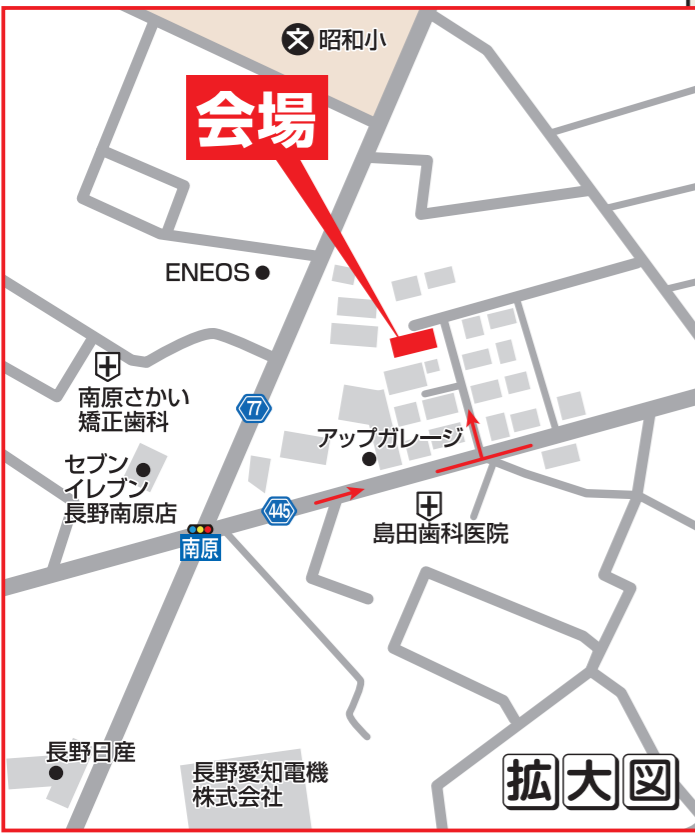 昭和小
会場
ENEOS
南原さかい
矯正歯科
77
アップガレージ
セブン
イレブン
長野南原店
445
島田歯科医院
南原
長野日産
長野愛知電機
株式会社
拡大図